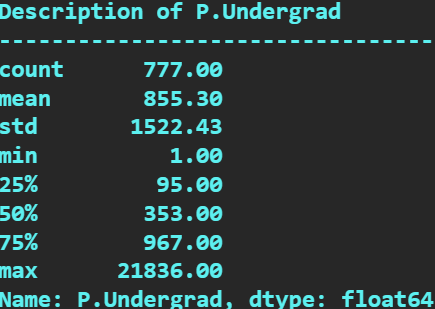 Description of P.Undergrad
----------------------------------
count      777.00
mean       855.30
std       1522.43
min          1.00
25%         95.00
50%        353.00
75%        967.00
max      21836.00
Name: P.Undergrad, dtype: float64